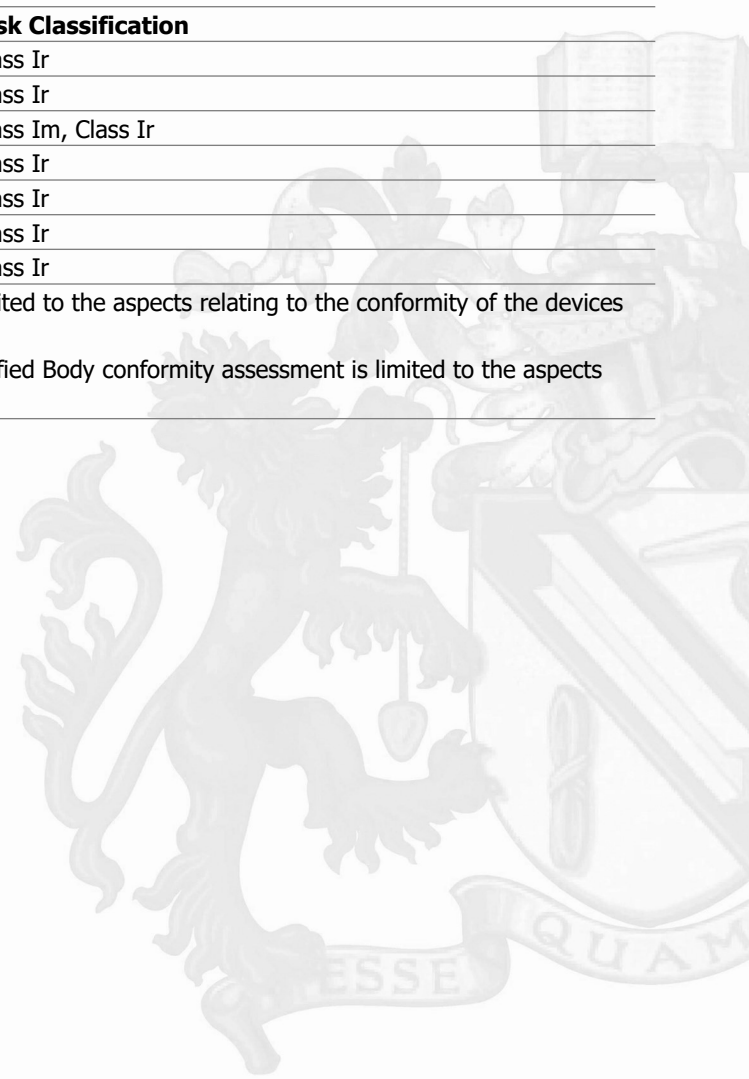 sk Classification
ass Ir
ass Ir
ass Im, Class Ir
ass Ir
ass Ir
ass Ir
ass Ir
ited to the aspects relating to the conformity of the devices
fied Body conformity assessment is limited to the aspects
ESSE QUAM